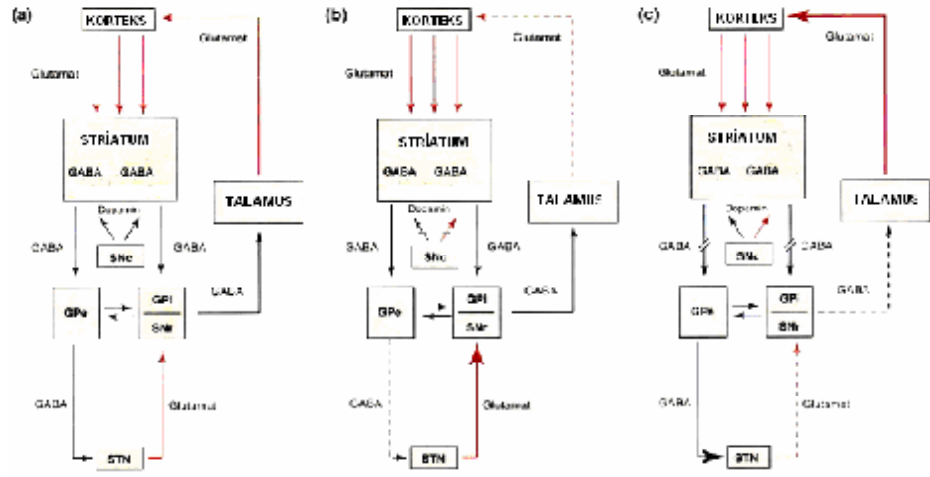 (a)
KORTEKS
Glutamat
Glutamat
STRİATUM
GABA GABA
TALAMUS
Dopamin
GABA
SNc
GABA
GABA
GPe
GPi
SNr
GABA
Glutamat
STN
(b)
KORTEKS
Glutamat
Glutamat
STRİATUM
GABA GABA
TALAMUS
Dopamin
GABA
SNc
GABA
GABA
GPe
GPi
SNr
GABA
Glutamat
STN
(c)
KORTEKS
Glutamat
Glutamat
STRİATUM
GABA GABA
TALAMUS
Dopamin
GABA
SNc
GABA
GABA
GPe
GPi
SNr
GABA
Glutamat
STN